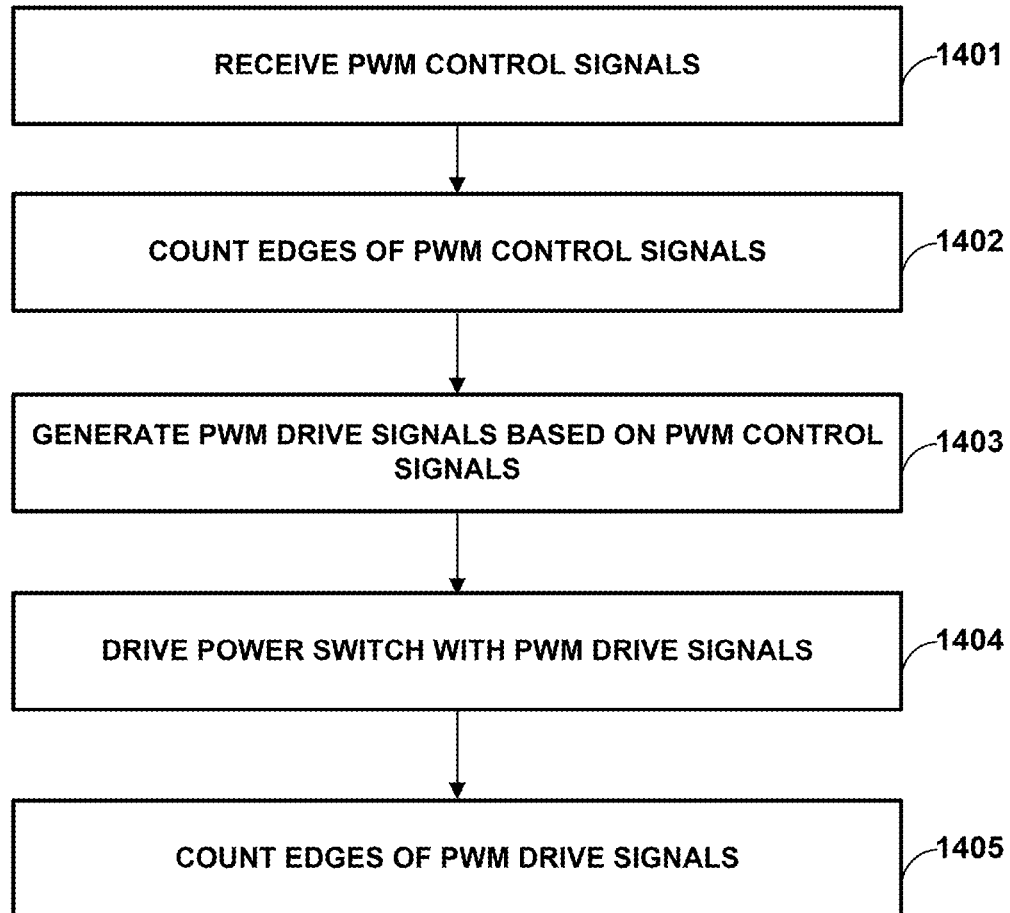 RECEIVE PWM CONTROL SIGNALS
1401
COUNT EDGES OF PWM CONTROL SIGNALS
1402
GENERATE PWM DRIVE SIGNALS BASED ON PWM CONTROL
SIGNALS
1403
DRIVE POWER SWITCH WITH PWM DRIVE SIGNALS
1404
COUNT EDGES OF PWM DRIVE SIGNALS
1405